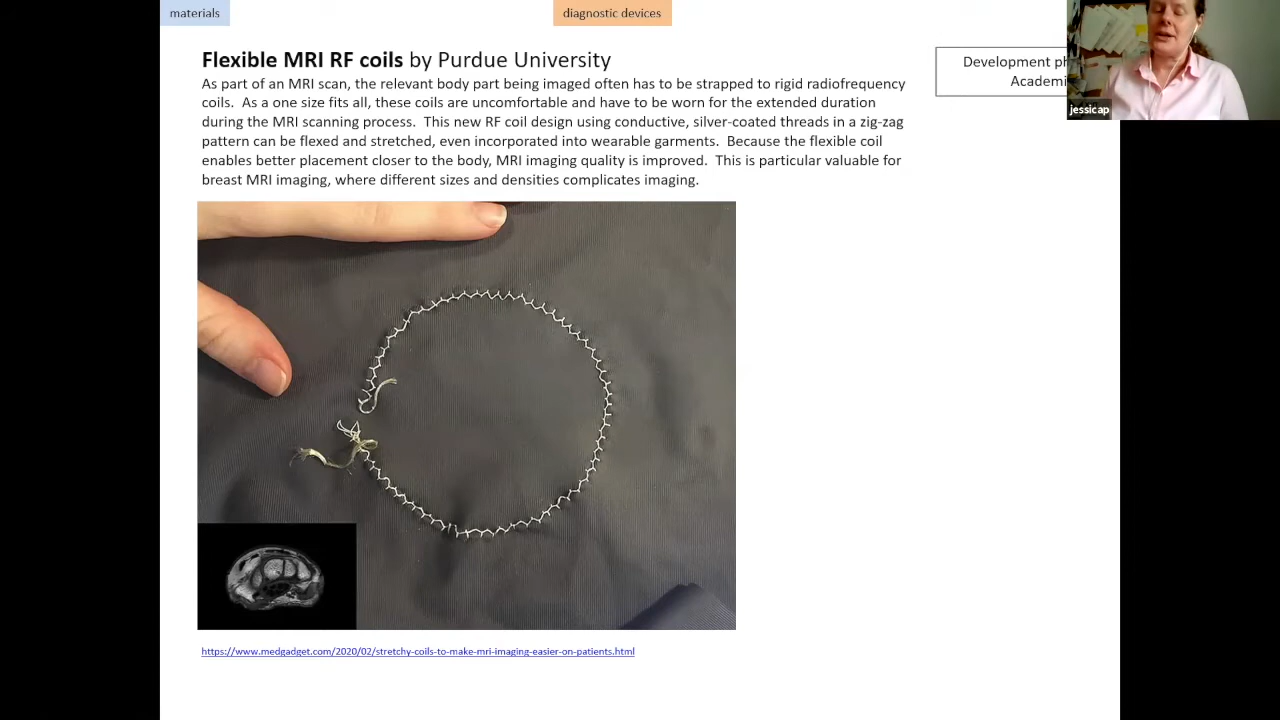 materials
diagnostic devices
Flexible MRI RF coils by Purdue University
As part of an MRI scan, the relevant body part being imaged often has to be strapped to rigid radiofrequency
coils. As a one size fits all, these coils are uncomfortable and have to be worn for the extended duration
during the MRI scanning process. This new RF coil design using conductive, silver-coated threads in a zig-zag
pattern can be flexed and stretched, even incorporated into wearable garments. Because the flexible coil
enables better placement closer to the body, MRI imaging quality is improved. This is particular valuable for
breast MRI imaging, where different sizes and densities complicates imaging.
Development
jessicap
https://www.medgadget.com/2020/02/stretchy-coils-to-make-mri-imaging-easier-on-patients.html